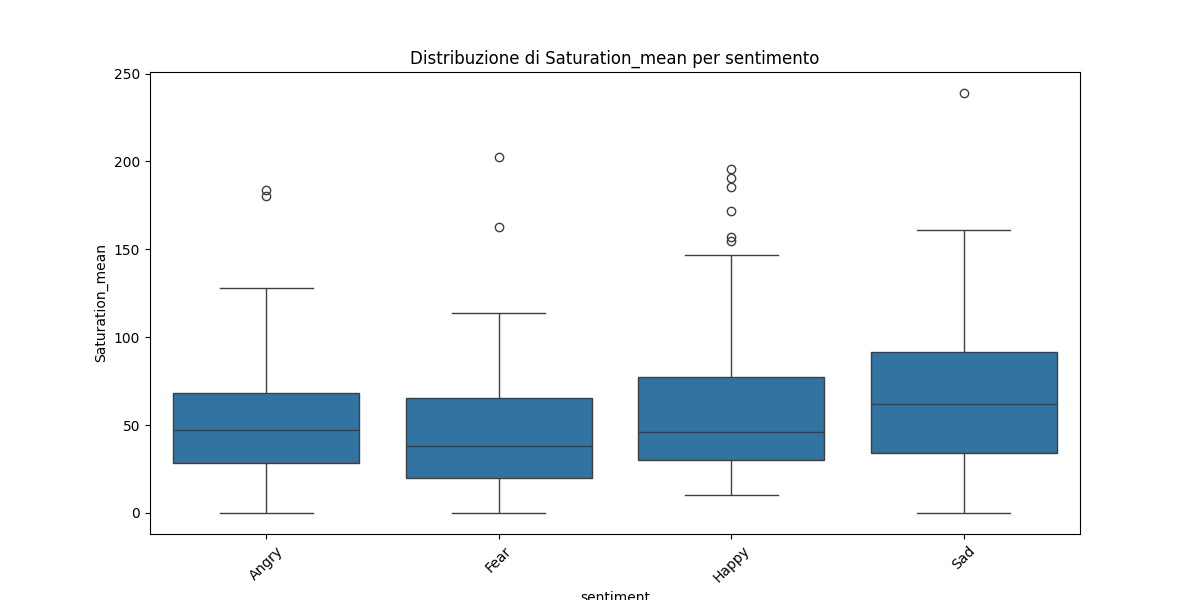 Distribuzione di Saturation_mean per sentimento
250
200
150
100
50
0
Saturation_mean
Angry
Fear
Happy
Sad
sentiment